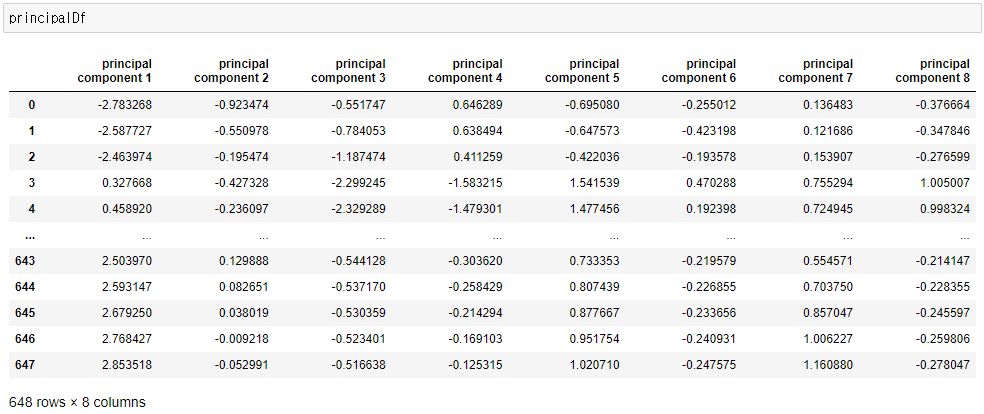 principalDf
principal component 1 principal component 2 principal component 3 principal component 4 principal component 5 principal component 6 principal component 7 principal component 8
0 -2.783268 -0.923474 -0.551747 0.646289 -0.695080 -0.255012 0.136483 -0.376664
1 -2.587727 -0.550978 -0.784053 0.638494 -0.647573 -0.423198 0.121686 -0.347846
2 -2.463974 -0.195474 -1.187474 0.411259 -0.422036 -0.193578 0.153907 -0.276599
3 0.327668 -0.427328 -2.299245 -1.583215 1.541539 0.470288 0.755294 1.005007
4 0.458920 -0.236097 -2.329289 -1.479301 1.477456 0.192398 0.724945 0.998324
... ... ... ... ... ... ... ... ...
643 2.503970 0.129888 -0.544128 -0.303620 0.733353 -0.219579 0.554571 -0.214147
644 2.593147 0.082651 -0.537170 -0.258429 0.807439 -0.226855 0.703750 -0.228355
645 2.679250 0.038019 -0.530359 -0.214294 0.877667 -0.233656 0.857047 -0.245597
646 2.768427 -0.009218 -0.523401 -0.169103 0.951754 -0.240931 1.006227 -0.259806
647 2.853518 -0.052991 -0.516638 -0.125315 1.020710 -0.247575 1.160880 -0.278047
648 rows × 8 columns